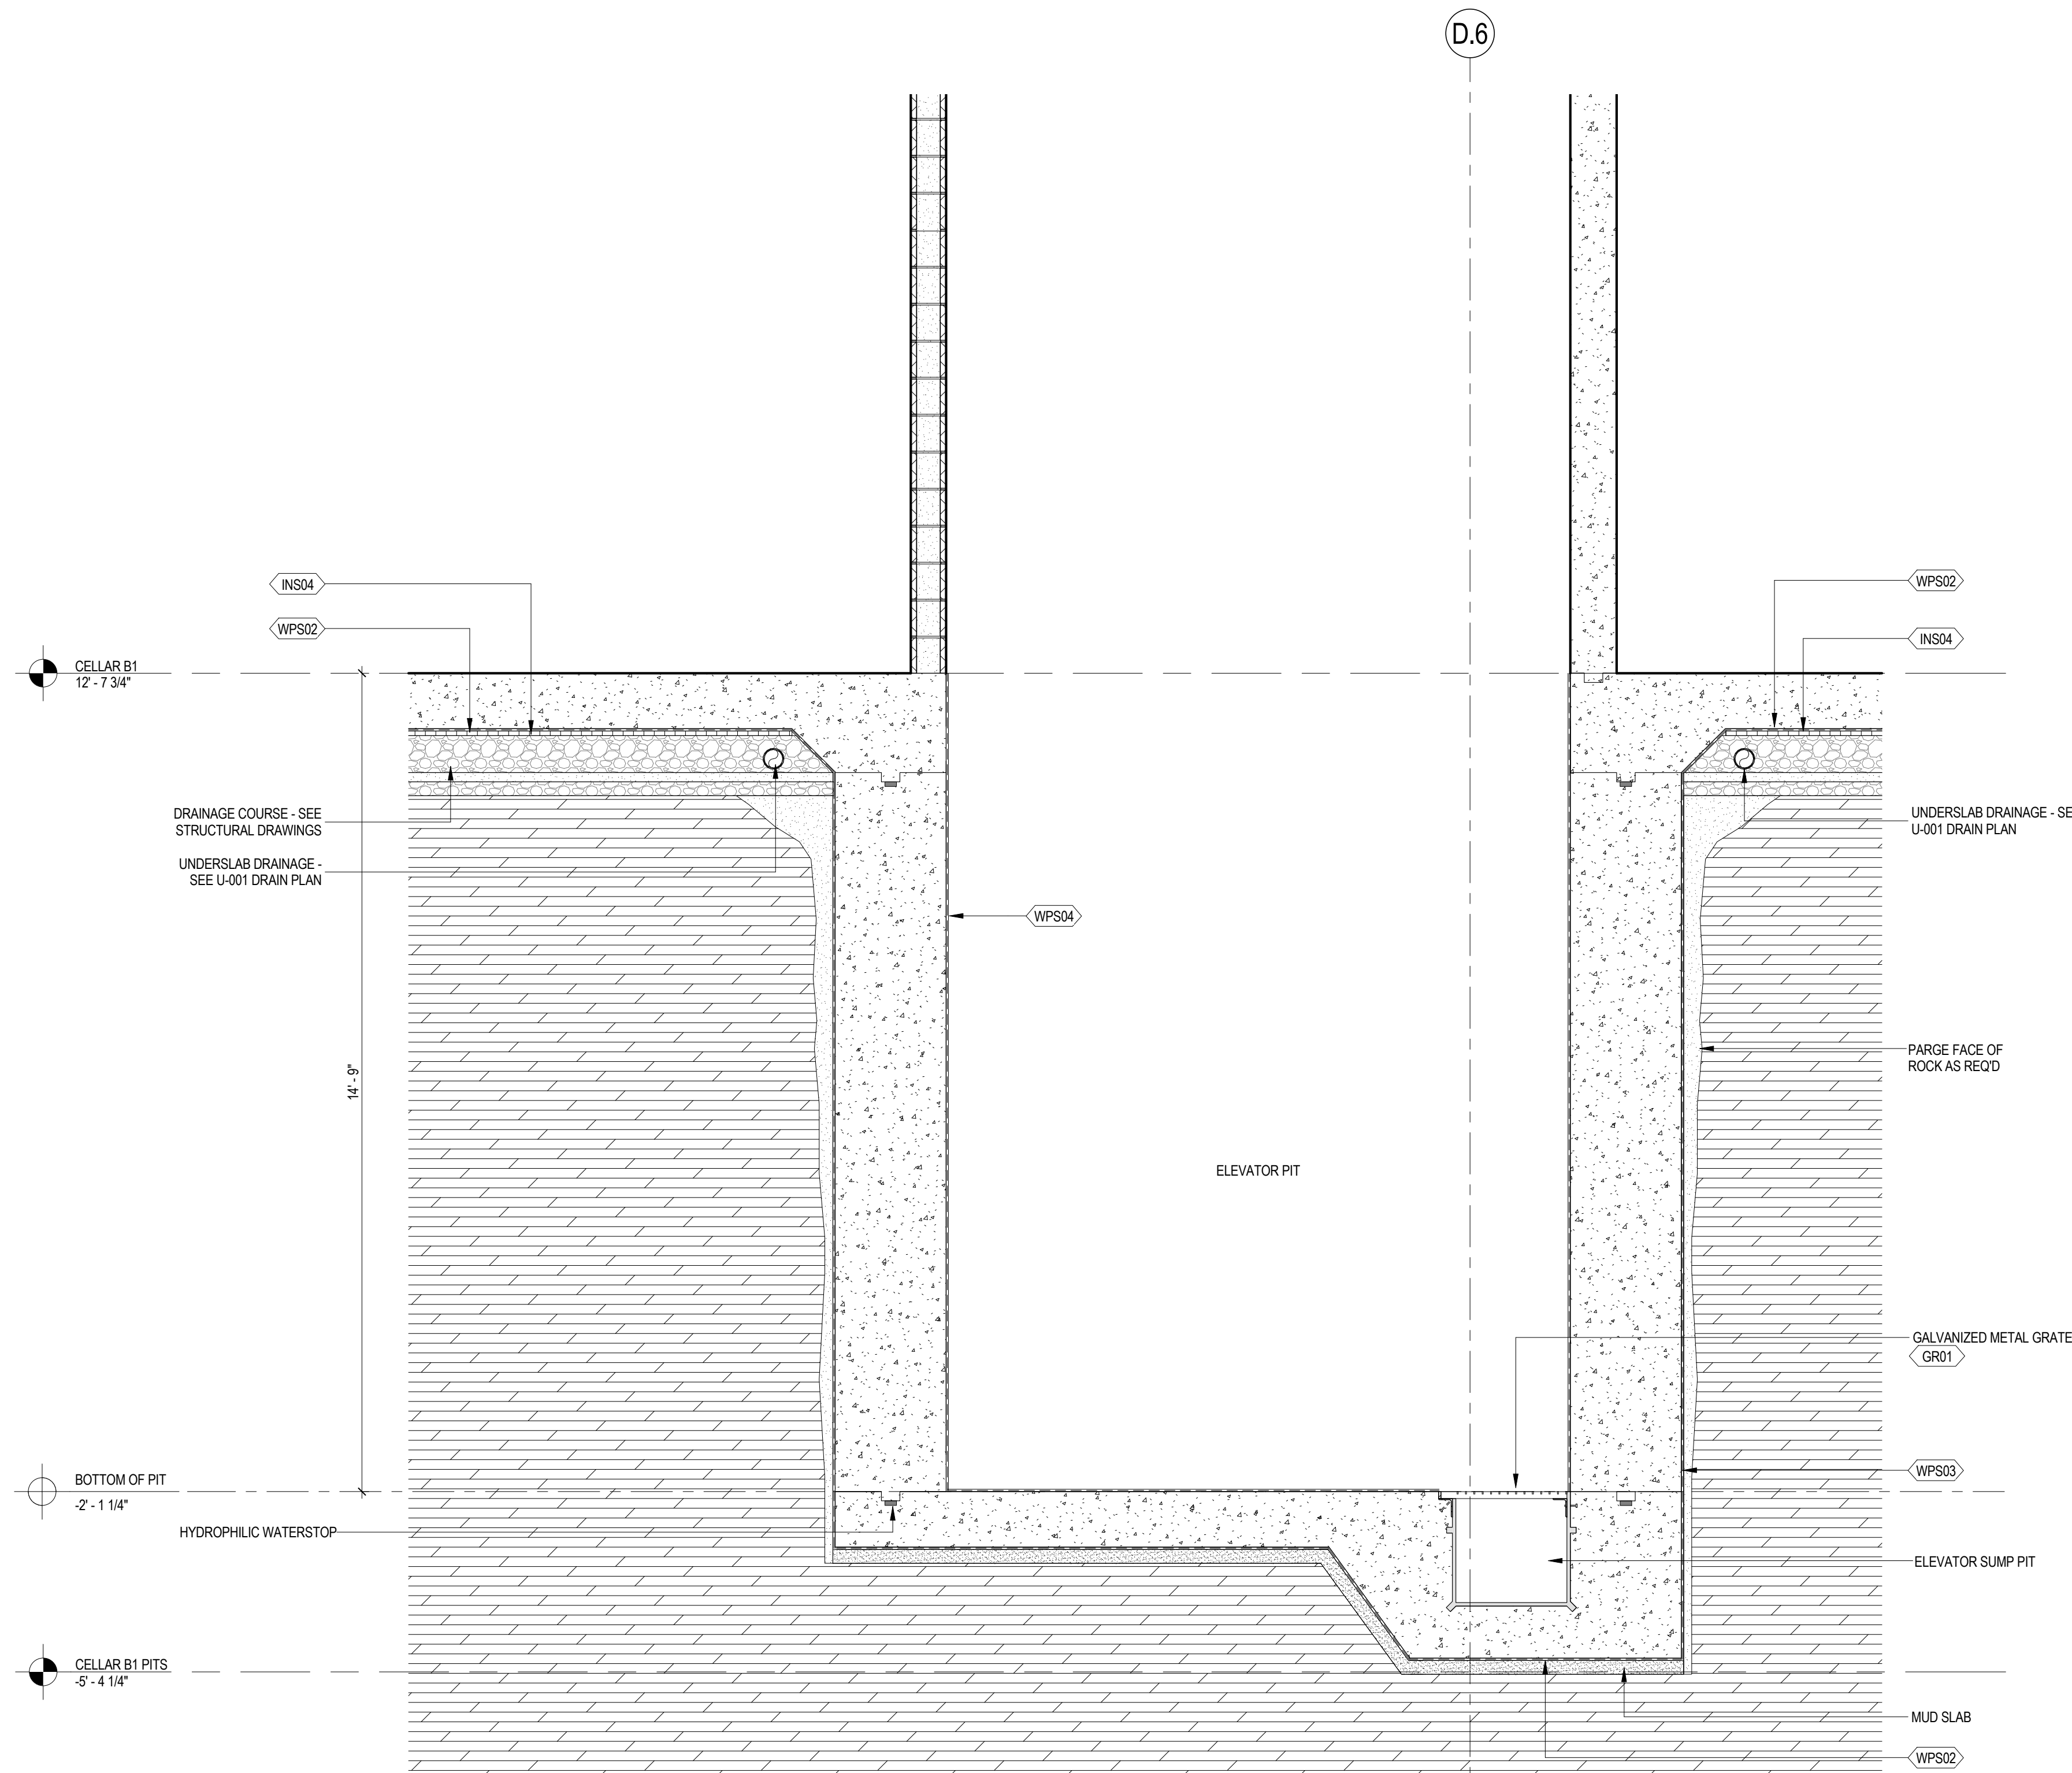 D.6
INS04
WPS02
WPS02
INS04
CELLAR B1
12' - 7 3/4"
DRAINAGE COURSE - SEE
STRUCTURAL DRAWINGS
UNDERSLAB DRAINAGE -
SEE U-001 DRAIN PLAN
UNDERSLAB DRAINAGE - SE
U-001 DRAIN PLAN
WPS04
14' - 9"
PARGE FACE OF
ROCK AS REQ'D
ELEVATOR PIT
GALVANIZED METAL GRATE
GR01
BOTTOM OF PIT
-2' - 1 1/4"
WPS03
HYDROPHILIC WATERSTOP
ELEVATOR SUMP PIT
CELLAR B1 PITS
-5' - 4 1/4"
MUD SLAB
WPS02